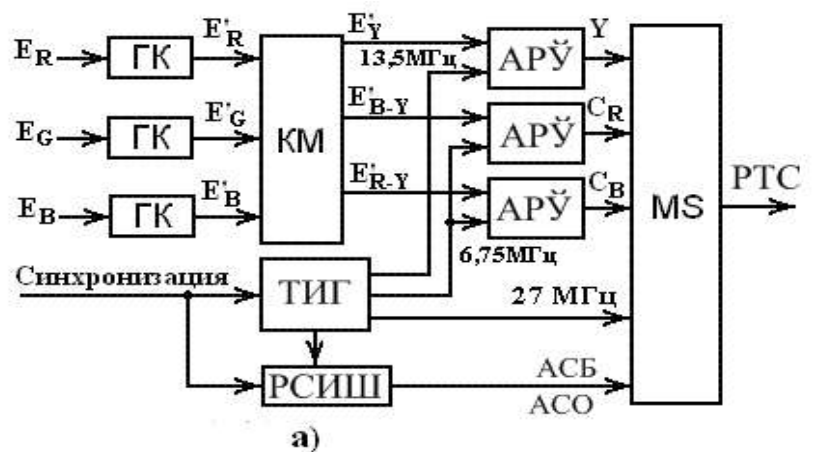 E_R ГК E'_R
E'_Y
13,5МГц
АРЎ Y
E_G ГК E'_G
КМ
E'_B-Y
АРЎ C_R
E_B ГК E'_B
E'_R-Y
АРЎ C_B
MS
РТС
6,75МГц
Синхронизация
ТИГ
27 МГц
РСИШ
АСБ
АСО
а)